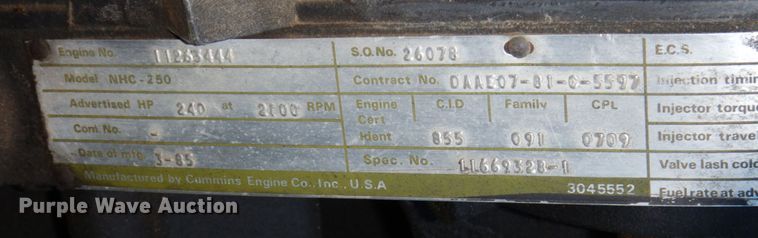 Engine No. 11263444
S.O.No. 26078
E.C.S.
Model NHC-250
Contract No. DAAE07-81-C-5597
Injection timin
Advertised HP 240 at 2100 RPM
Engine Cert Ident
C.I.D 855
Family 091
CPL 0709
Injector torque
Cont No. -
Injector travel
Date of mfg 3-85
Spec. No. 11669328-1
Valve lash cold
Manufactured by Cummins Engine Co., Inc., U.S.A
3045552
Fuel rate at adv
Purple Wave Auction